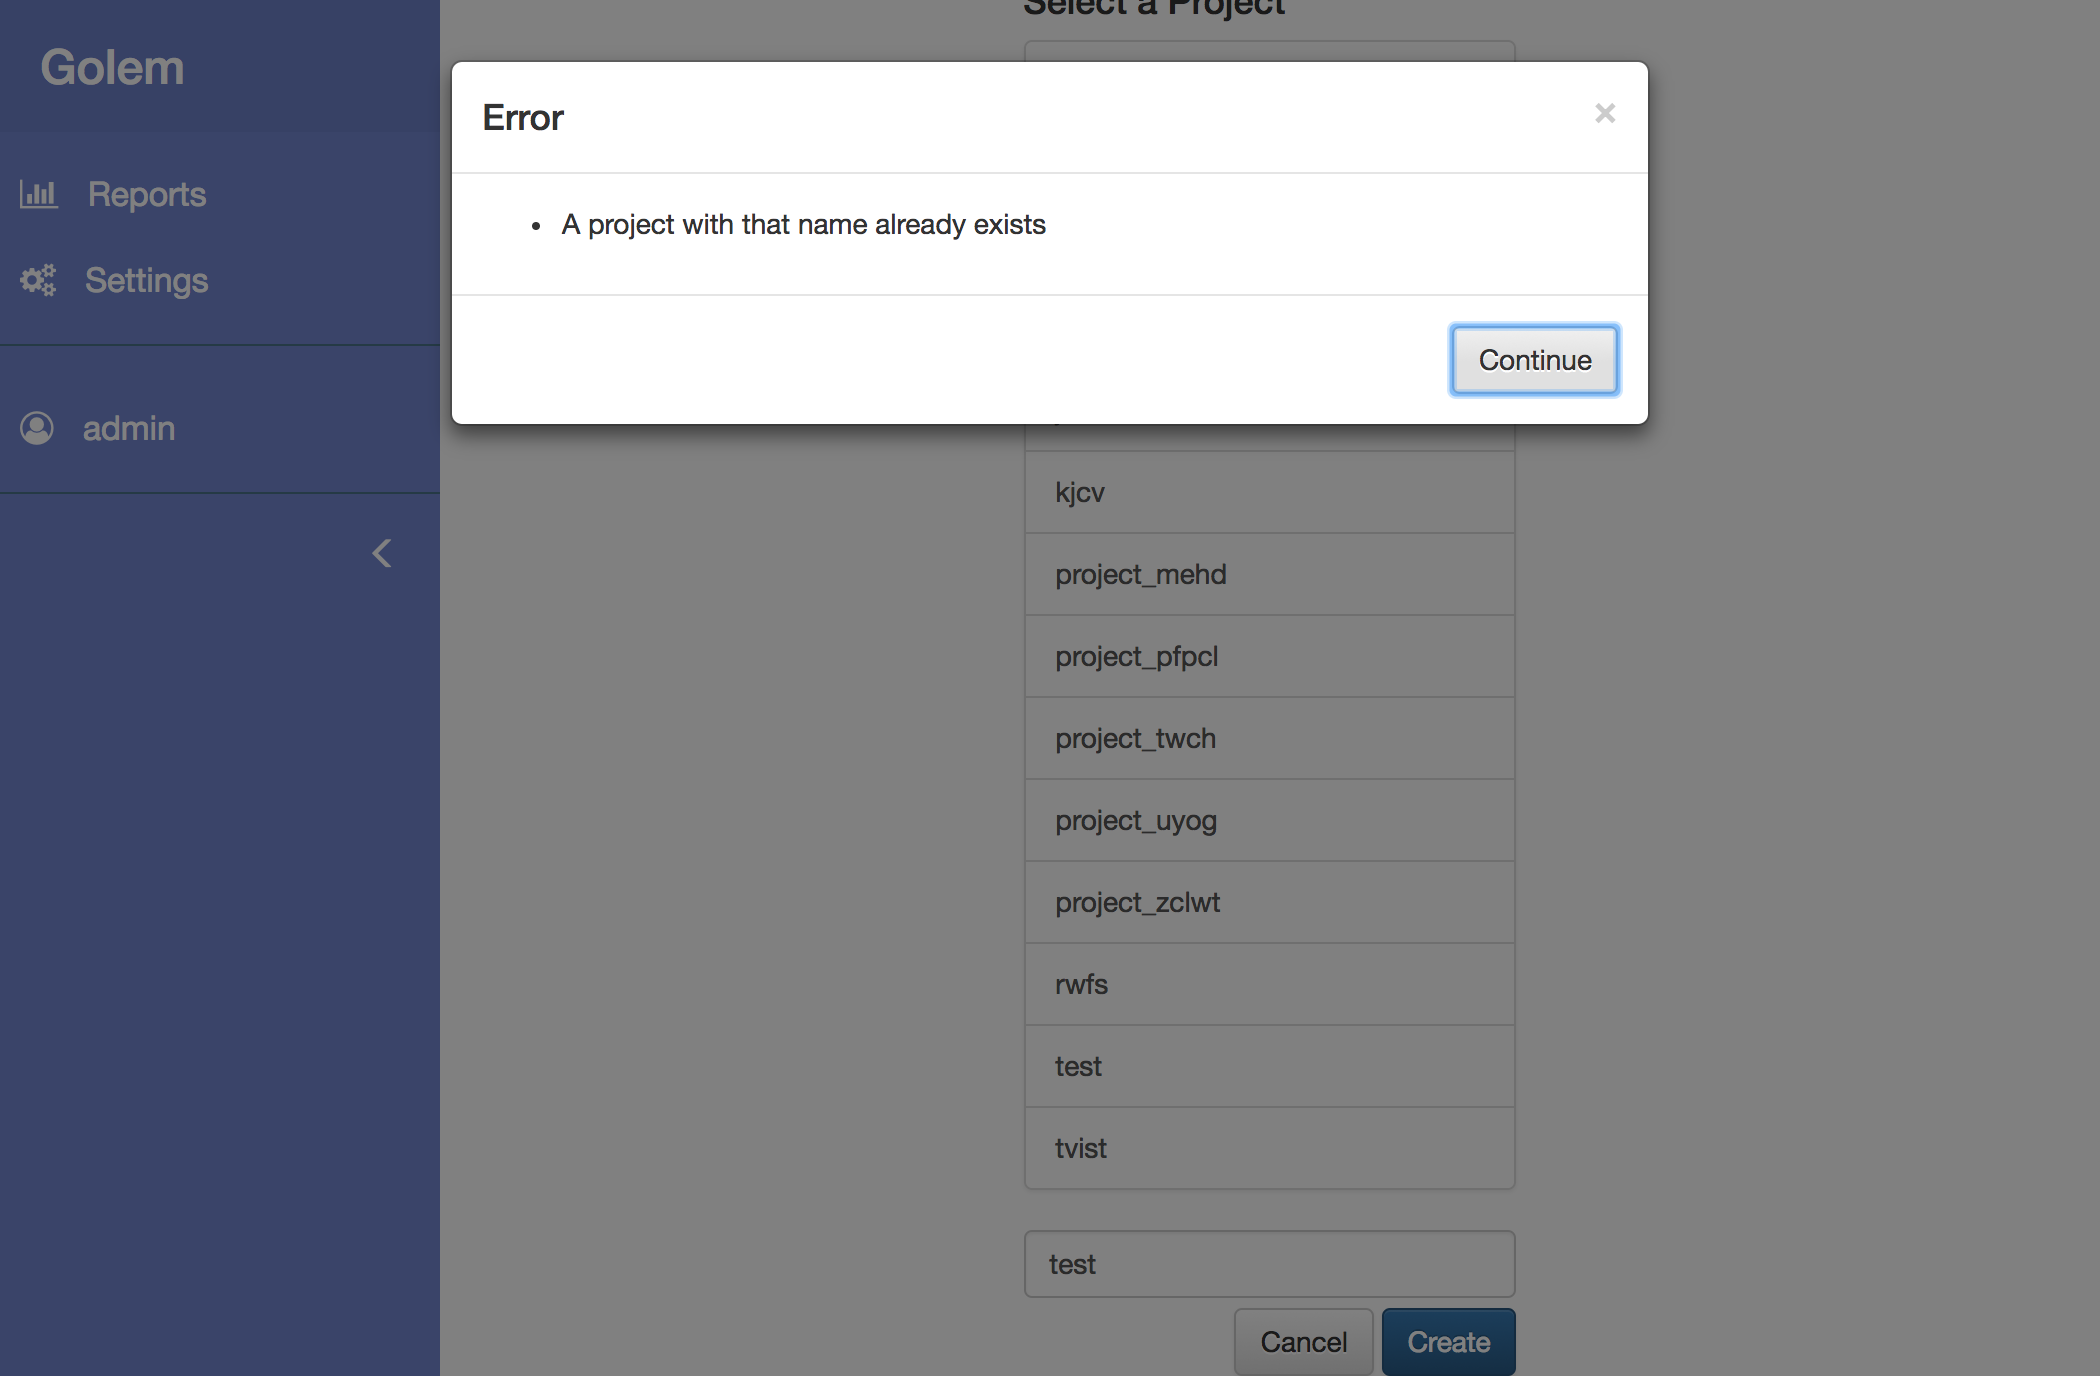 Golem
Reports
Settings
admin
Select a Project
Error
×
A project with that name already exists
Continue
kjcv
project_mehd
project_pfpcl
project_twch
project_uyog
project_zclwt
rwfs
test
tvist
test
Cancel
Create